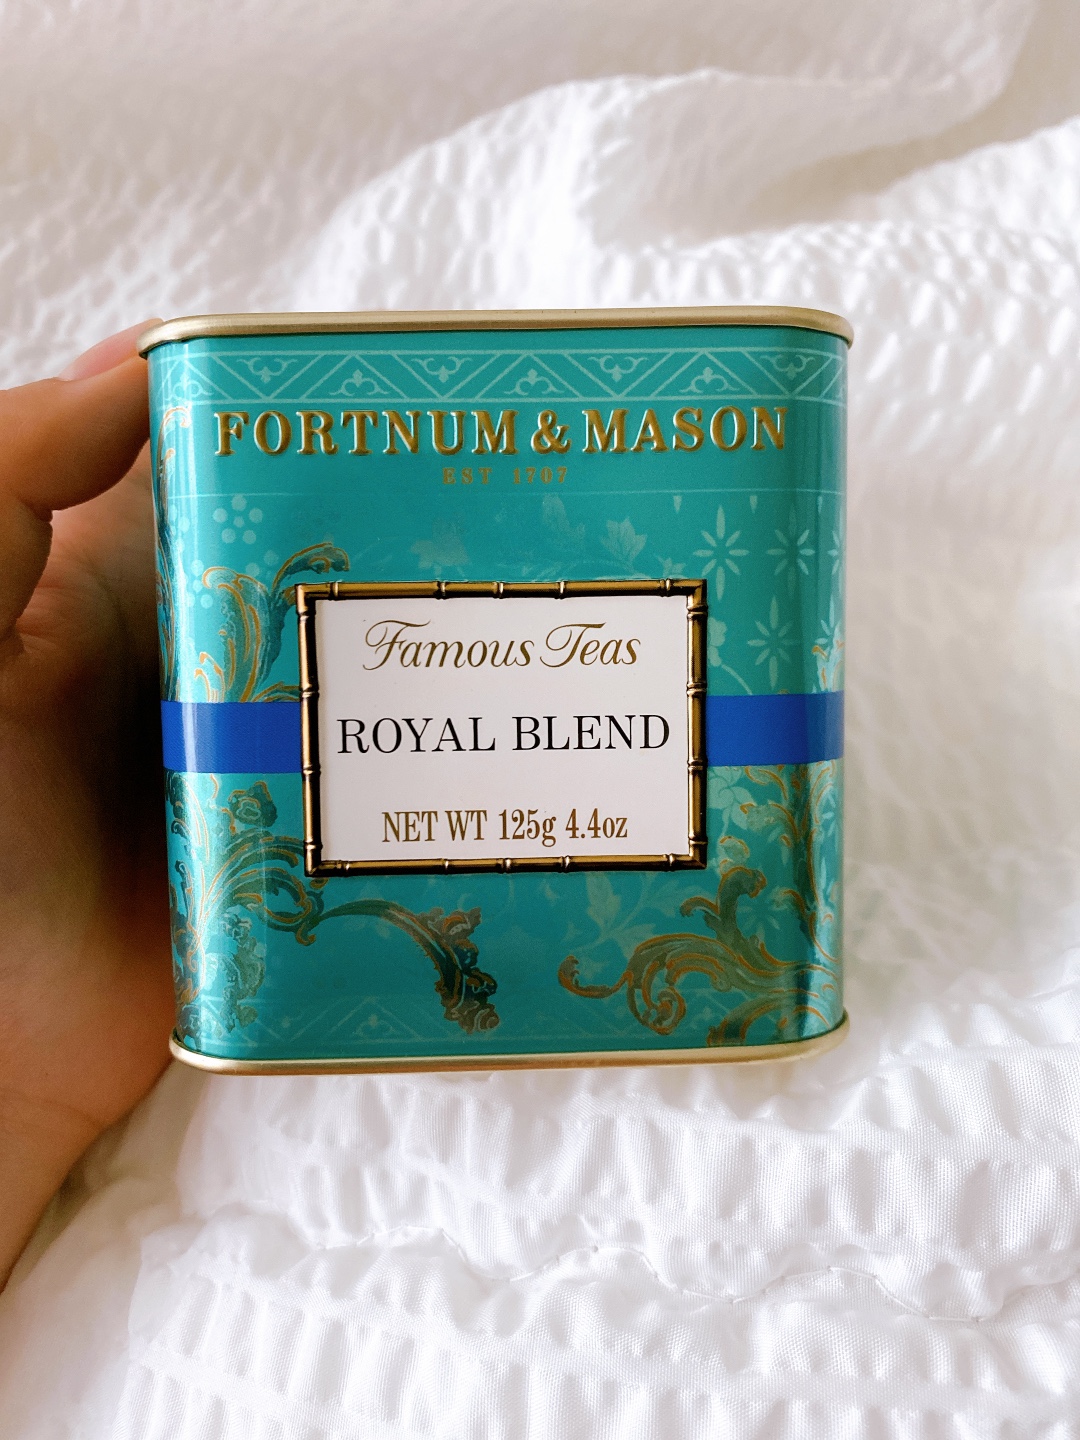 FORTNUM & MASON
EST 1707
Famous Teas
ROYAL BLEND
NET WT 125g 4.4oz